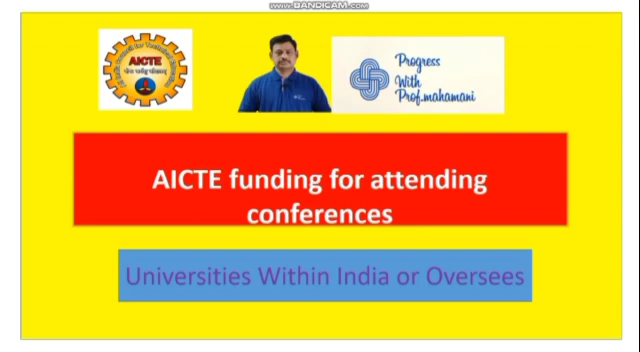 www.BANDICAM.com
AICTE
Progress
With
Prof.mahamani
AICTE funding for attending
conferences
Universities Within India or Oversees